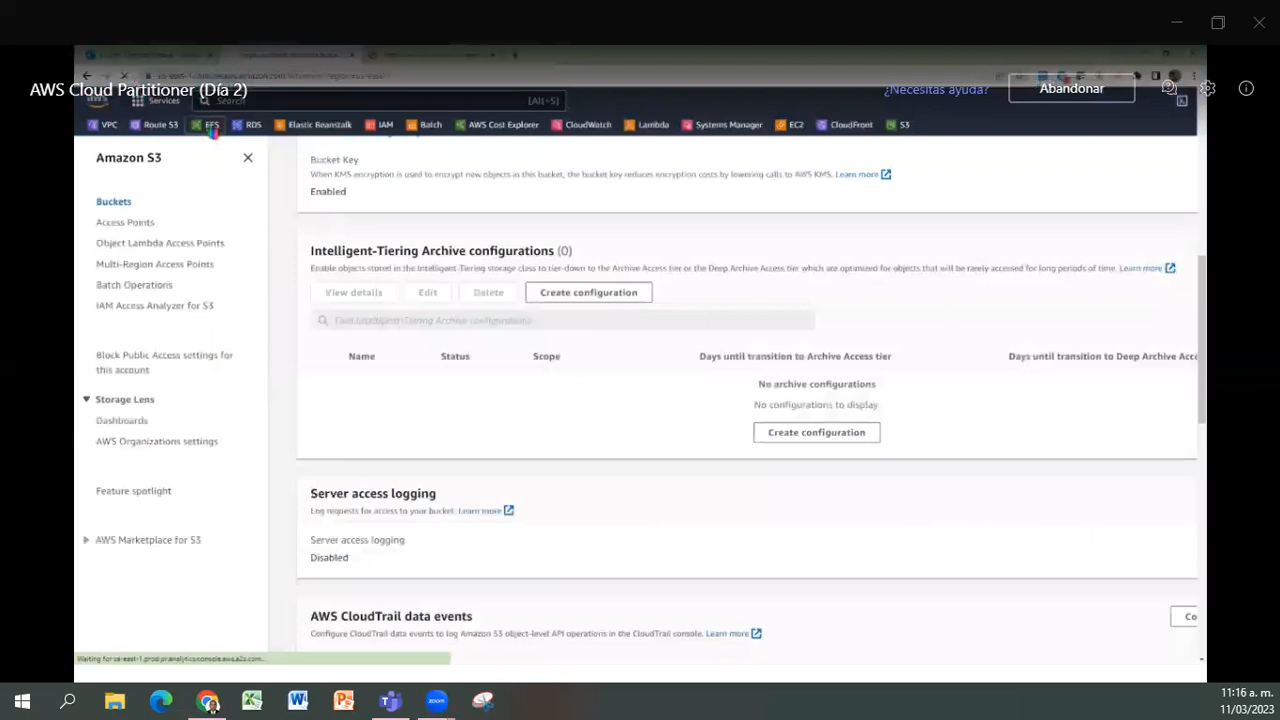 AWS Cloud Partitioner (Día 2)
¿Necesitas ayuda?
Abandonar
aws
Services
Search
[Alt+S]
VPC
Route 53
EFS
RDS
Elastic Beanstalk
IAM
Batch
AWS Cost Explorer
CloudWatch
Lambda
Systems Manager
EC2
CloudFront
S3
Amazon S3
Buckets
Access Points
Object Lambda Access Points
Multi-Region Access Points
Batch Operations
IAM Access Analyzer for S3
Block Public Access settings for
this account
Storage Lens
Dashboards
AWS Organizations settings
Feature spotlight
AWS Marketplace for S3
Bucket Key
When KMS encryption is used to encrypt new objects in this bucket, the bucket key reduces encryption costs by lowering calls to AWS KMS. Learn more
Enabled
Intelligent-Tiering Archive configurations (0)
Enable objects stored in the Intelligent-Tiering storage class to tier-down to the Archive Access tier or the Deep Archive Access tier which are optimized for objects that will be rarely accessed for long periods of time. Learn more
View details
Edit
Delete
Create configuration
Find Intelligent-Tiering Archive configurations
Name
Status
Scope
Days until transition to Archive Access tier
Days until transition to Deep Archive Acce
No archive configurations
No configurations to display
Create configuration
Server access logging
Log requests for access to your bucket. Learn more
Server access logging
Disabled
AWS CloudTrail data events
Configure CloudTrail data events to log Amazon S3 object-level API operations in the CloudTrail console. Learn more
Co
zoom
11:16 a. m.
11/03/2023